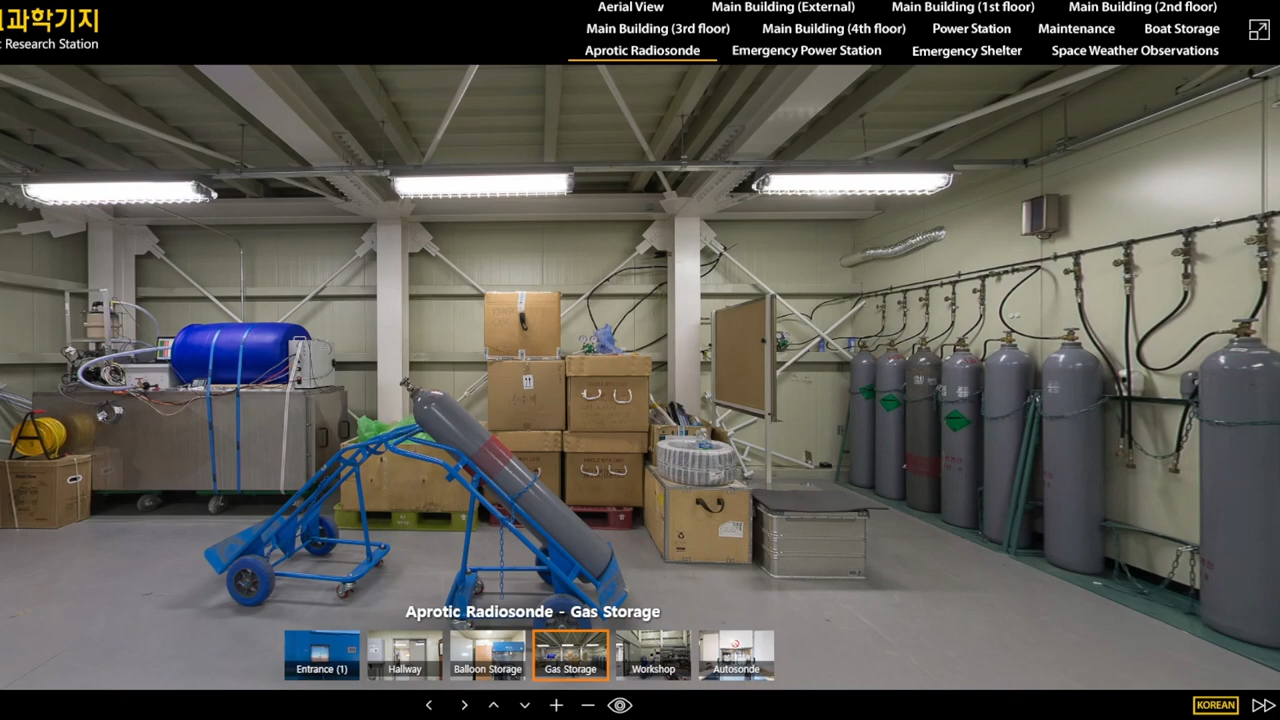 과학기지
Research Station
Aerial View
Main Building (External)
Main Building (1st floor)
Main Building (2nd floor)
Main Building (3rd floor)
Main Building (4th floor)
Power Station
Maintenance
Boat Storage
Aprotic Radiosonde
Emergency Power Station
Emergency Shelter
Space Weather Observations
Aprotic Radiosonde - Gas Storage
Entrance (1)
Hallway
Balloon Storage
Gas Storage
Workshop
Autosonde
KOREAN